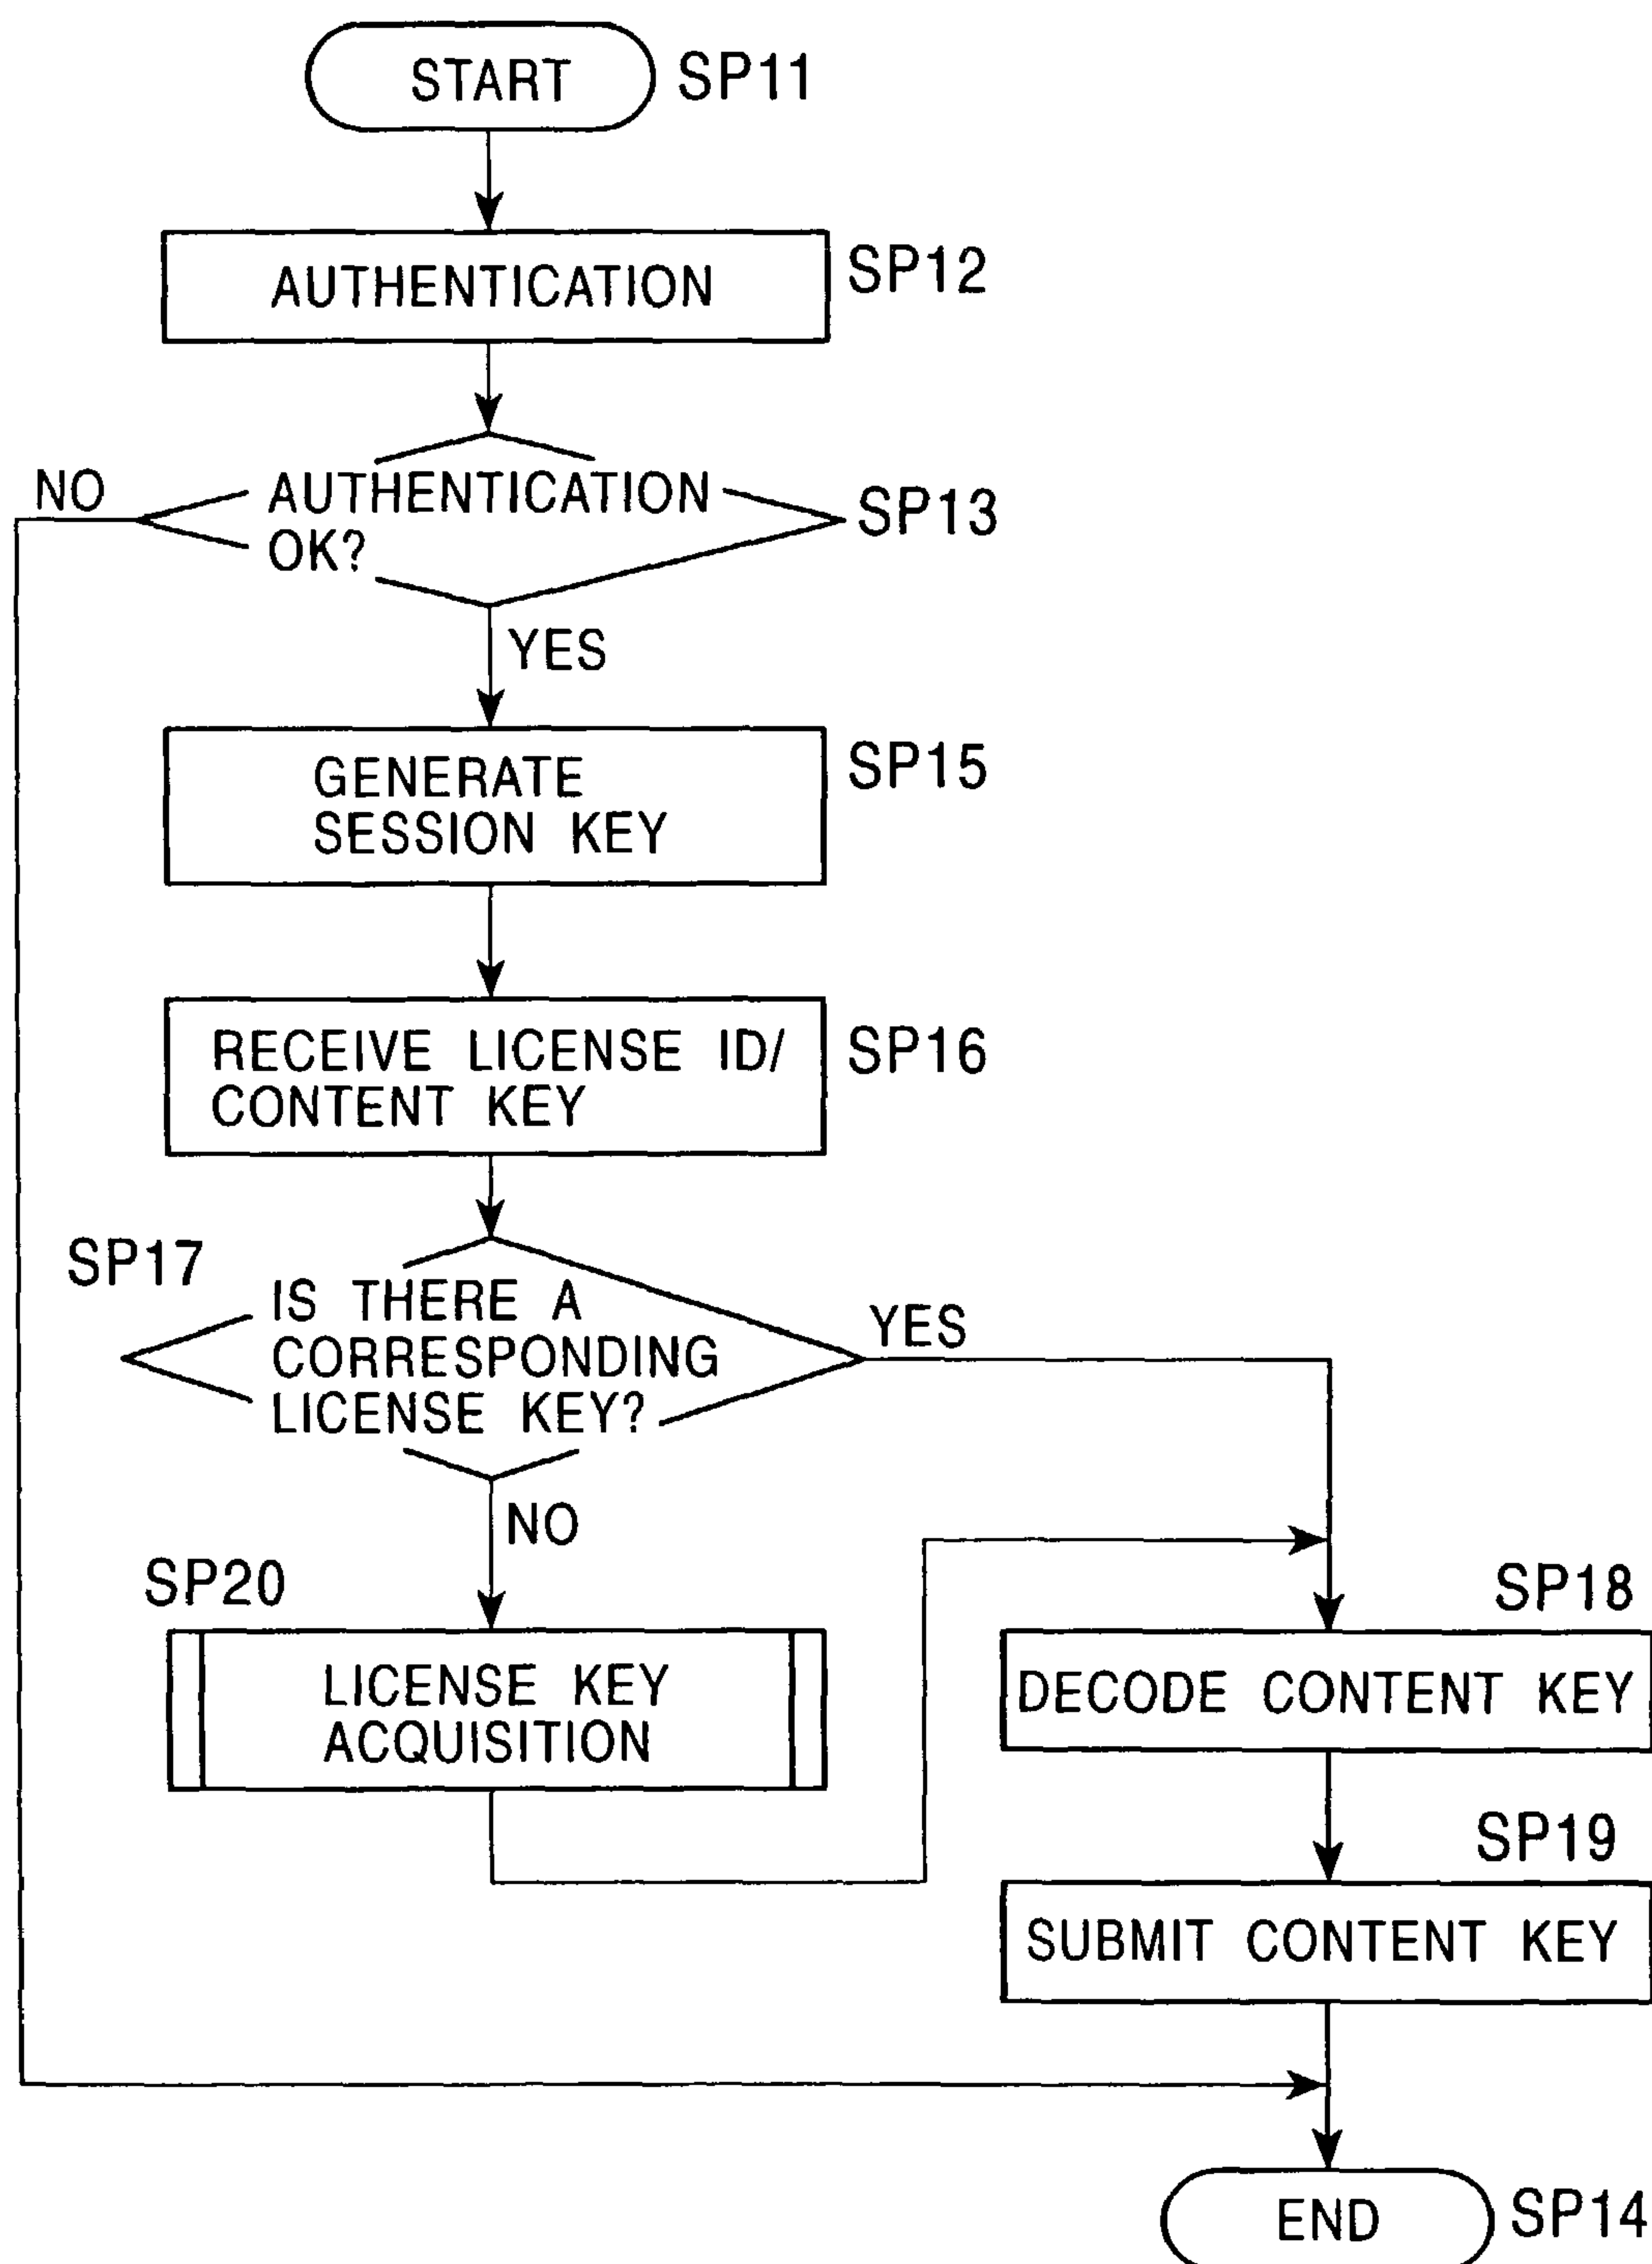 START
SP11
AUTHENTICATION
SP12
NO
AUTHENTICATION
OK?
SP13
YES
GENERATE
SESSION KEY
SP15
RECEIVE LICENSE ID/
CONTENT KEY
SP16
SP17
IS THERE A
CORRESPONDING
LICENSE KEY?
YES
NO
SP20
LICENSE KEY
ACQUISITION
SP18
DECODE CONTENT KEY
SP19
SUBMIT CONTENT KEY
END
SP14